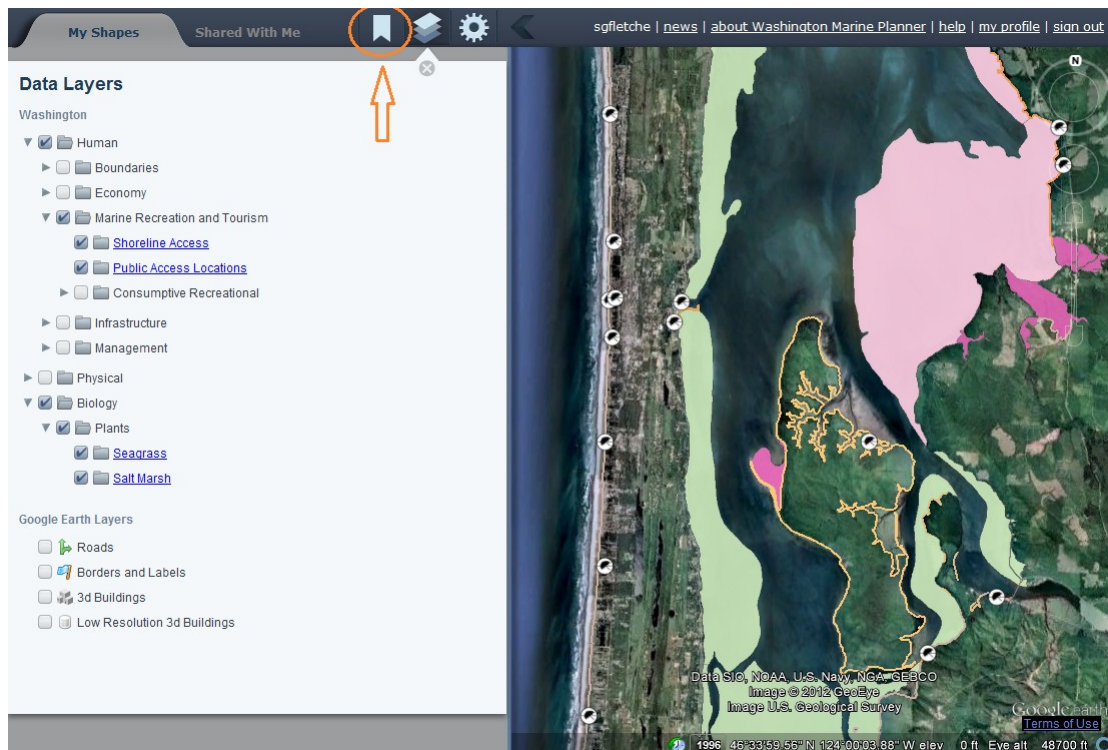 My Shapes
Shared With Me
sgfletche | news | about Washington Marine Planner | help | my profile | sign out
Data Layers
Washington
Human
Boundaries
Economy
Marine Recreation and Tourism
Shoreline Access
Public Access Locations
Consumptive Recreational
Infrastructure
Management
Physical
Biology
Plants
Seagrass
Salt Marsh
Google Earth Layers
Roads
Borders and Labels
3d Buildings
Low Resolution 3d Buildings
N
Data SIO, NOAA, U.S. Navy, NGA, GEBCO
Image © 2012 GeoEye
Image U.S. Geological Survey
Google earth
Terms of Use
1996 46°33'59.56" N 124°00'03.88" W elev 0 ft Eye alt 48700 ft